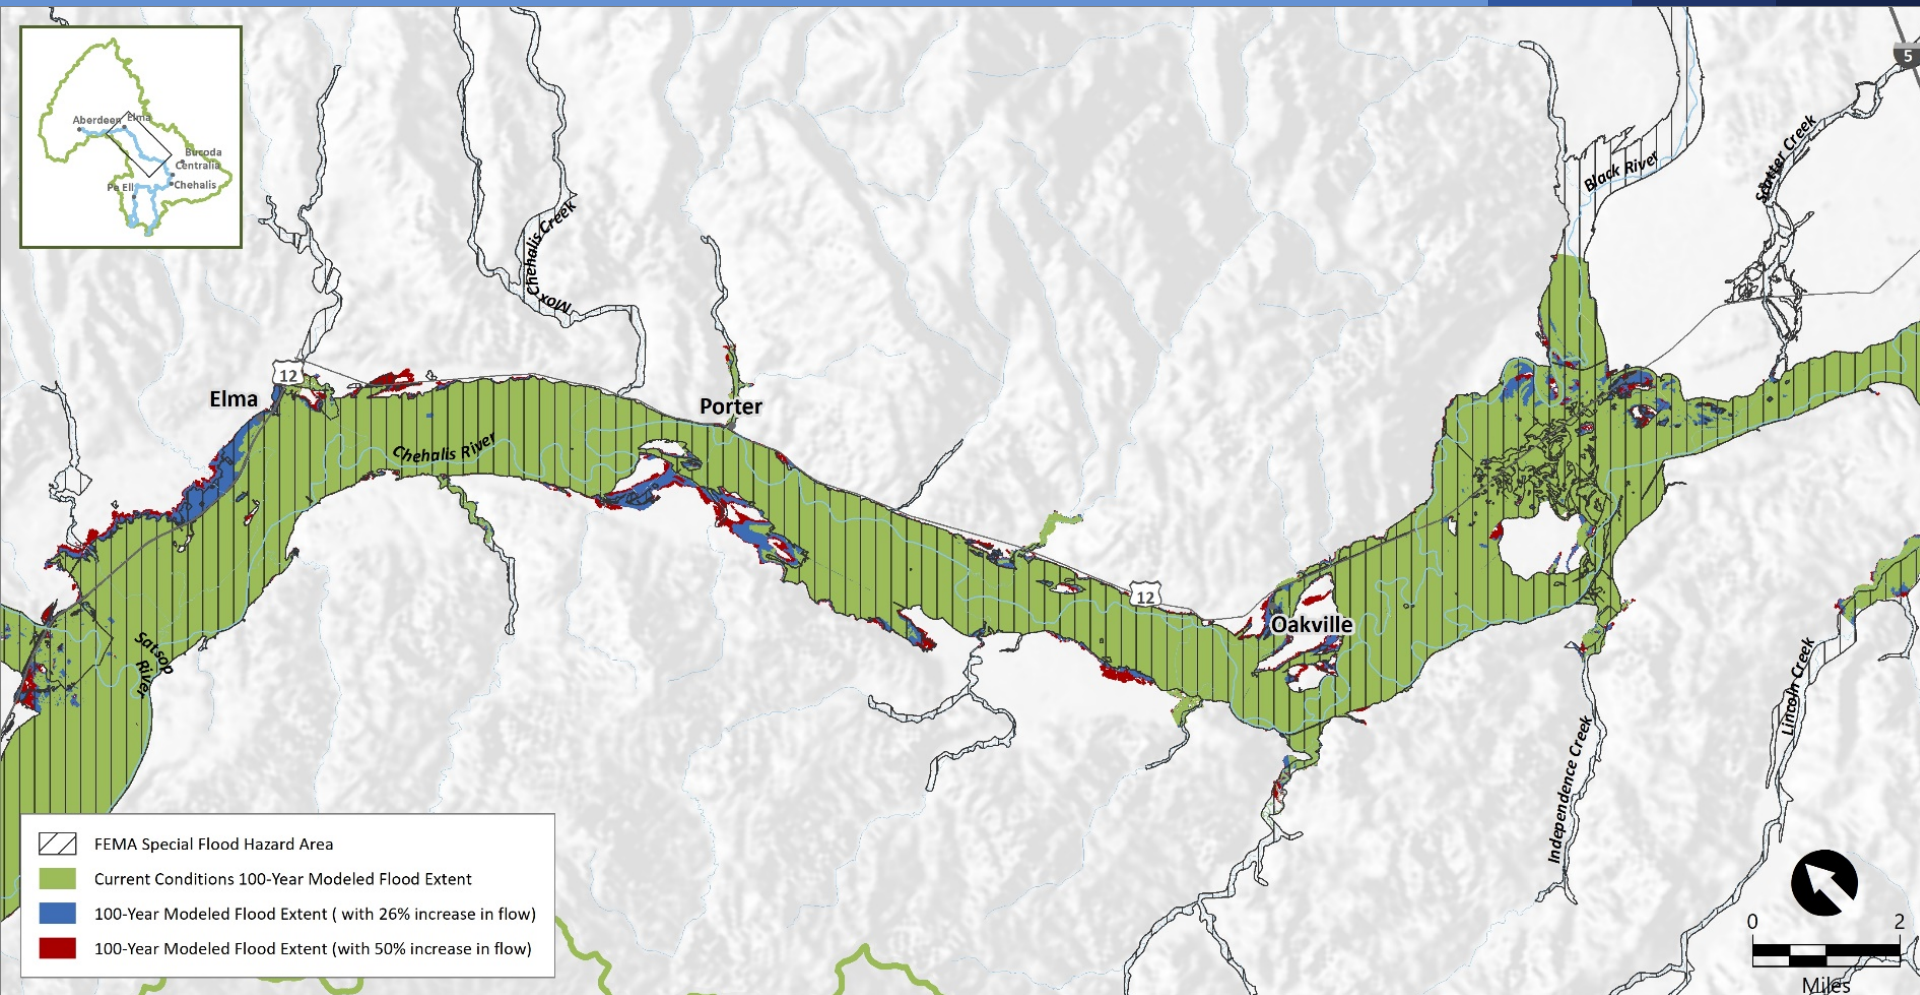 Aberdeen
Elma
Bucoda
Centralia
Pe Ell
Chehalis
5
Black River
Scatter Creek
Mox Chehalis Creek
12
Elma
Porter
Chehalis River
12
Oakville
Satsop
River
Lincoln Creek
Independence Creek
FEMA Special Flood Hazard Area
Current Conditions 100-Year Modeled Flood Extent
100-Year Modeled Flood Extent ( with 26% increase in flow)
100-Year Modeled Flood Extent (with 50% increase in flow)
0 2
Miles